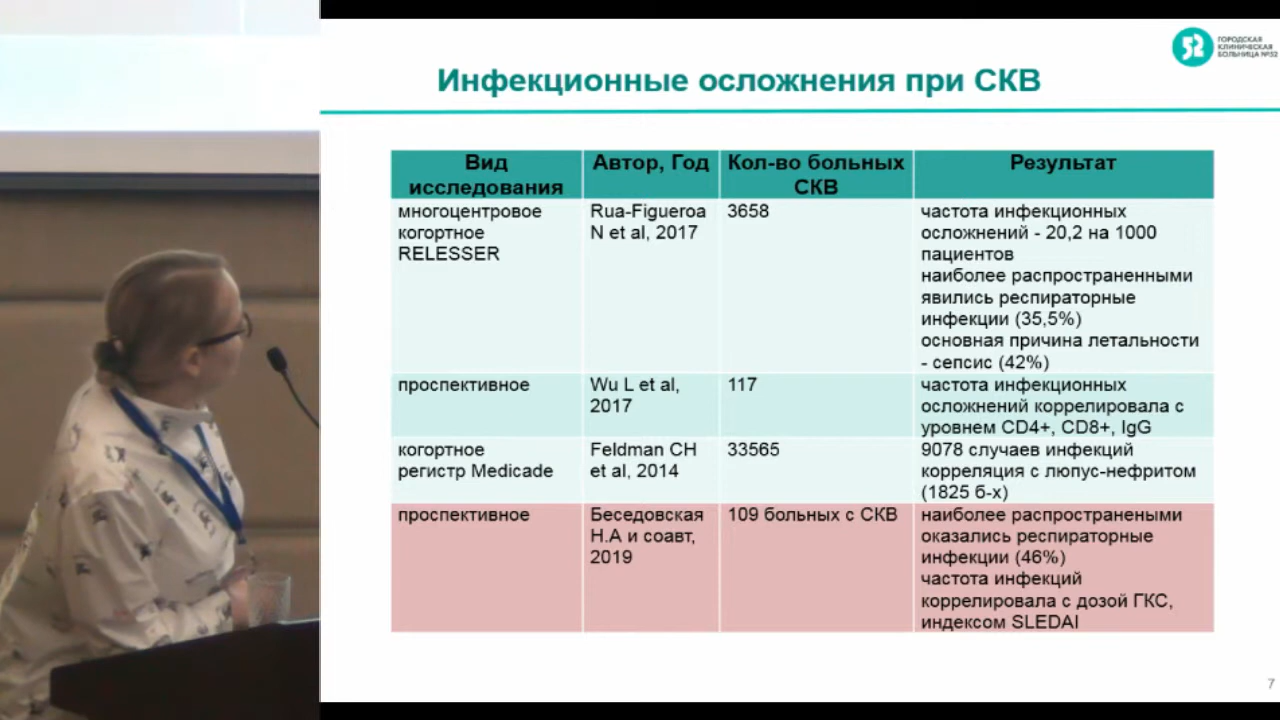 ГОРОДСКАЯ
КЛИНИЧЕСКАЯ
БОЛЬНИЦА №52
52
Инфекционные осложнения при СКВ
Вид
исследования
Автор, Год
Кол-во больных
СКВ
Результат
многоцентровое
когортное
RELESSER
Rua-Figueroa
N et al, 2017
3658
частота инфекционных
осложнений - 20,2 на 1000
пациентов
наиболее распространенными
явились респираторные
инфекции (35,5%)
основная причина летальности
- сепсис (42%)
проспективное
Wu L et al,
2017
117
частота инфекционных
осложнений коррелировала с
уровнем CD4+, CD8+, IgG
когортное
регистр Medicade
Feldman CH
et al, 2014
33565
9078 случаев инфекций
корреляция с люпус-нефритом
(1825 б-х)
проспективное
Беседовская
Н.А и соавт,
2019
109 больных с СКВ
наиболее распространеными
оказались респираторные
инфекции (46%)
частота инфекций
коррелировала с дозой ГКС,
индексом SLEDAI
7